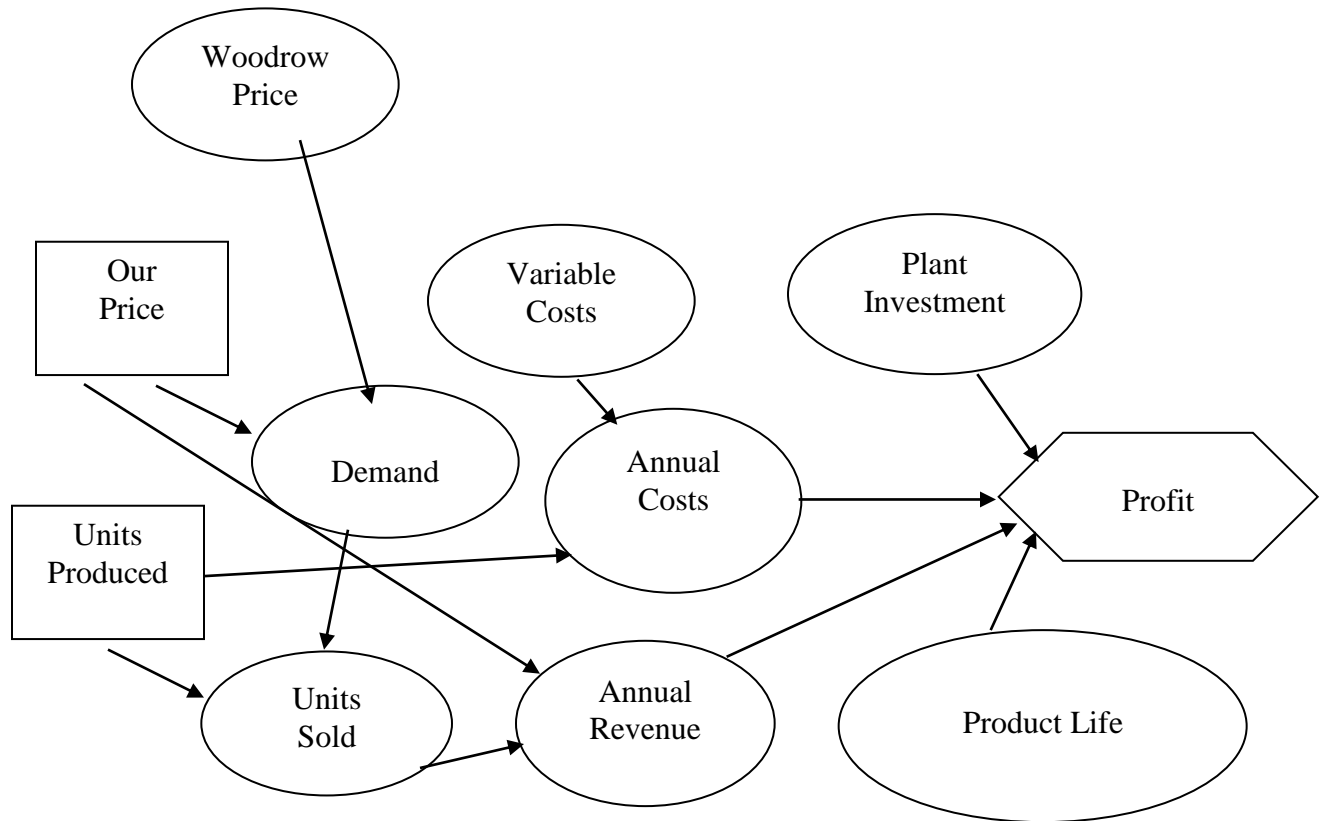 Woodrow
Price
Our
Price
Variable
Costs
Plant
Investment
Demand
Annual
Costs
Profit
Units
Produced
Units
Sold
Annual
Revenue
Product Life